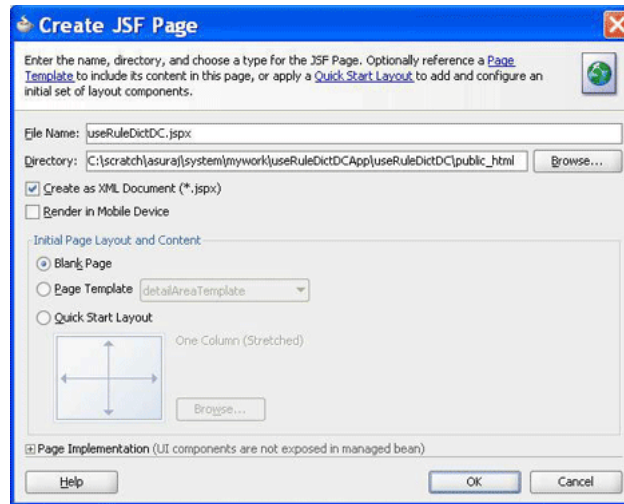 Create JSF Page
Enter the name, directory, and choose a type for the JSF Page. Optionally reference a Page
Template to include its content in this page, or apply a Quick Start Layout to add and configure an
initial set of layout components.
File Name: useRuleDictDC.jspx
Directory: C:\scratch\asuraj\system\mywork\useRuleDictDCApp\useRuleDictDC\public_html Browse...
Create as XML Document (*.jspx)
Render in Mobile Device
Initial Page Layout and Content
Blank Page
Page Template detailAreaTemplate
Quick Start Layout
One Column (Stretched)
Browse...
Page Implementation (UI components are not exposed in managed bean)
Help OK Cancel